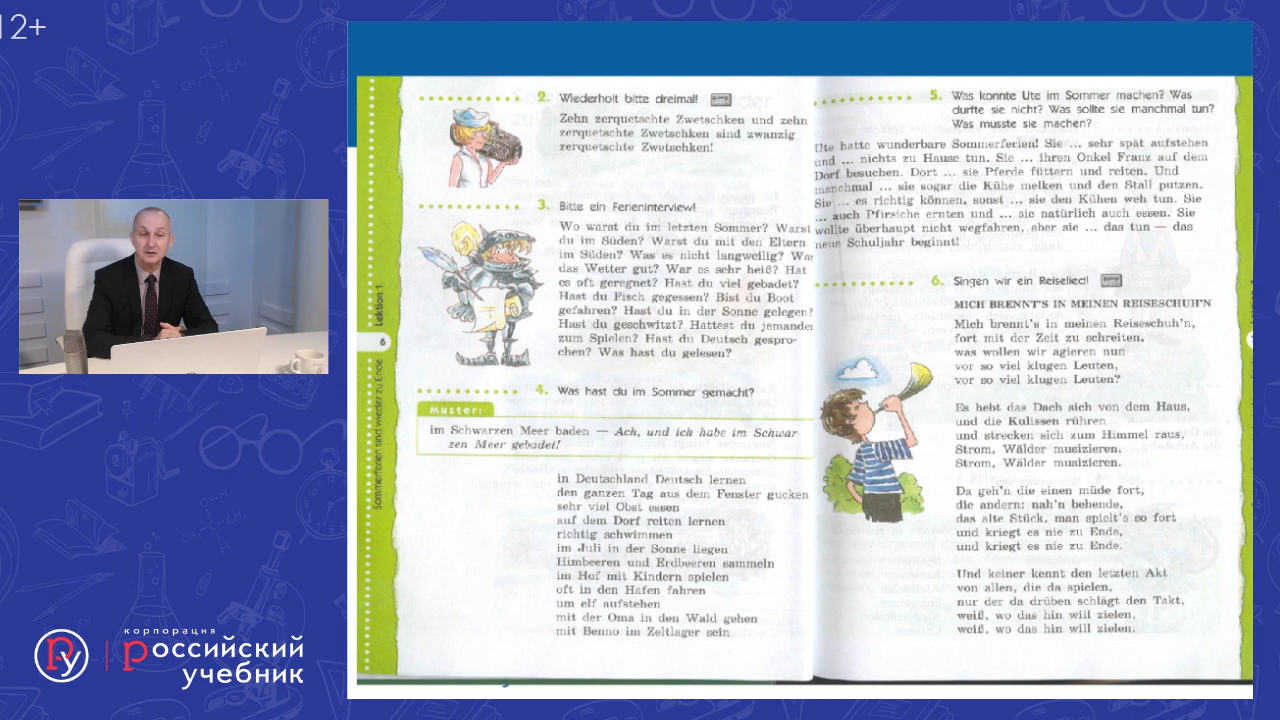 12+
корпорация
российский
учебник
Lektion 1
6
Sommerferien sind wieder zu Ende
2. Wiederholt bitte dreimal!
Zehn zerquetschte Zwetschken und zehn
zerquetschte Zwetschken sind zwanzig
zerquetschte Zwetschken!
3. Bitte ein Ferieninterview!
Wo warst du im letzten Sommer? Warst
du im Süden? Warst du mit den Eltern
im Süden? Was es nicht langweilig? War
das Wetter gut? War es sehr heiß? Hat
es oft geregnet? Hast du viel gebadet?
Hast du Fisch gegessen? Bist du Boot
gefahren? Hast du in der Sonne gelegen?
Hast du geschwitzt? Hattest du jemanden
zum Spielen? Hast du Deutsch gespro-
chen? Was hast du gelesen?
4. Was hast du im Sommer gemacht?
Muster:
im Schwarzen Meer baden — Ach, und ich habe im Schwar
zen Meer gebadet!
in Deutschland Deutsch lernen
den ganzen Tag aus dem Fenster gucken
sehr viel Obst essen
auf dem Dorf reiten lernen
richtig schwimmen
im Juli in der Sonne liegen
Himbeeren und Erdbeeren sammeln
im Hof mit Kindern spielen
oft in den Hafen fahren
um elf aufstehen
mit der Oma in den Wald gehen
mit Benno im Zeltlager sein
5. Was konnte Ute im Sommer machen? Was
durfte sie nicht? Was sollte sie manchmal tun?
Was musste sie machen?
Ute hatte wunderbare Sommerferien! Sie ... sehr spät aufstehen
und ... nichts zu Hause tun. Sie ... ihren Onkel Franz auf dem
Dorf besuchen. Dort ... sie Pferde füttern und reiten. Und
manchmal ... sie sogar die Kühe melken und den Stall putzen.
Sie ... es richtig können, sonst ... sie den Kühen weh tun. Sie
... auch Pfirsiche ernten und ... sie natürlich auch essen. Sie
wollte überhaupt nicht wegfahren, aber sie ... das tun — das
neue Schuljahr beginnt!
6. Singen wir ein Reiselied!
MICH BRENNT'S IN MEINEN REISESCHUH'N
Mich brennt's in meinen Reiseschuh'n,
fort mit der Zeit zu schreiten,
was wollen wir agieren nun
vor so viel klugen Leuten,
vor so viel klugen Leuten?
Es hebt das Dach sich von dem Haus,
und die Kulissen rühren
und strecken sich zum Himmel raus,
Strom, Wälder musizieren,
Strom, Wälder musizieren.
Da geh'n die einen müde fort,
die andern: nah'n behende,
das alte Stück, man spielt's so fort
und kriegt es nie zu Ende,
und kriegt es nie zu Ende.
Und keiner kennt den letzten Akt
von allen, die da spielen,
nur der da drüben schlägt den Takt,
weiß, wo das hin will zielen,
weiß, wo das hin will zielen.